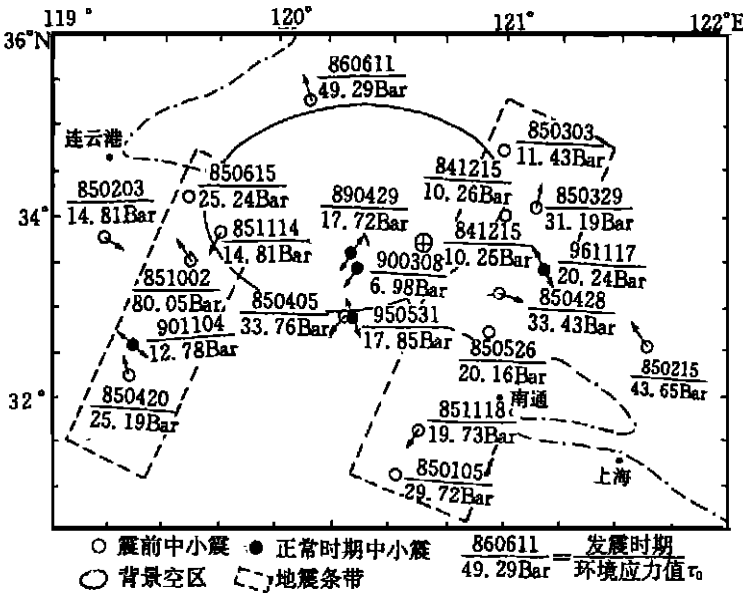 119° 120° 121° 122°E
36°N
860611
49.29Bar
连云港
850303
11.43Bar
850615
25.24Bar
841215
10.26Bar
850203
14.81Bar
890429
17.72Bar
850329
31.19Bar
34°
851114
14.81Bar
841215
10.26Bar
961117
20.24Bar
900308
6.98Bar
851002
80.05Bar
850405
33.76Bar
850428
33.43Bar
901104
12.78Bar
950531
17.85Bar
850526
20.16Bar
850215
43.65Bar
32°
850420
25.19Bar
南通
851118
19.73Bar
上海
850105
29.72Bar
震前中小震 正常时期中小震 860611/49.29Bar=发震时期/环境应力值τ₀
背景空区 地震条带